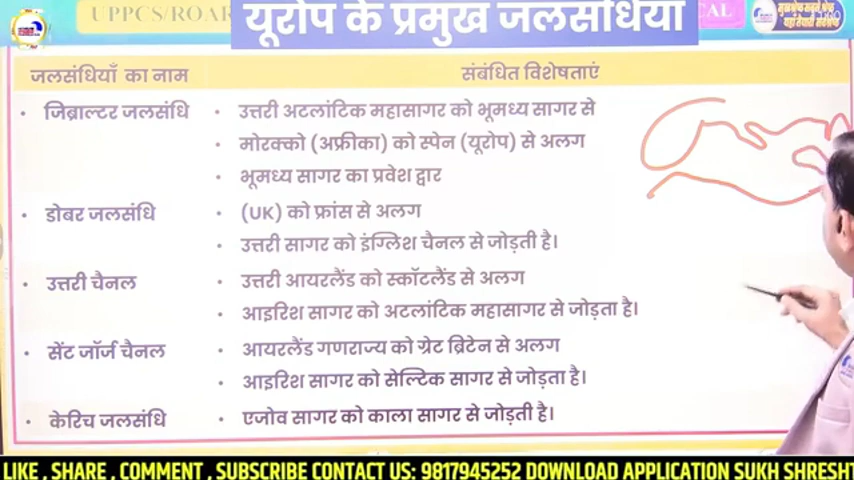 UPPCS/ROAR
यूरोप के प्रमुख जलसंधियाँ
जलसंधियाँ का नाम
संबंधित विशेषताएं
• जिब्राल्टर जलसंधि
• उत्तरी अटलांटिक महासागर को भूमध्य सागर से
• मोरक्को (अफ्रीका) को स्पेन (यूरोप) से अलग
• भूमध्य सागर का प्रवेश द्वार
• डोबर जलसंधि
• (UK) को फ्रांस से अलग
• उत्तरी सागर को इंग्लिश चैनल से जोड़ती है।
• उत्तरी चैनल
• उत्तरी आयरलैंड को स्कॉटलैंड से अलग
• आइरिश सागर को अटलांटिक महासागर से जोड़ता है।
• सेंट जॉर्ज चैनल
• आयरलैंड गणराज्य को ग्रेट ब्रिटेन से अलग
• आइरिश सागर को सेल्टिक सागर से जोड़ता है।
• केरिच जलसंधि
• एजोव सागर को काला सागर से जोड़ती है।
LIKE , SHARE , COMMENT , SUBSCRIBE CONTACT US: 9817945252 DOWNLOAD APPLICATION SUKH SHRESHT